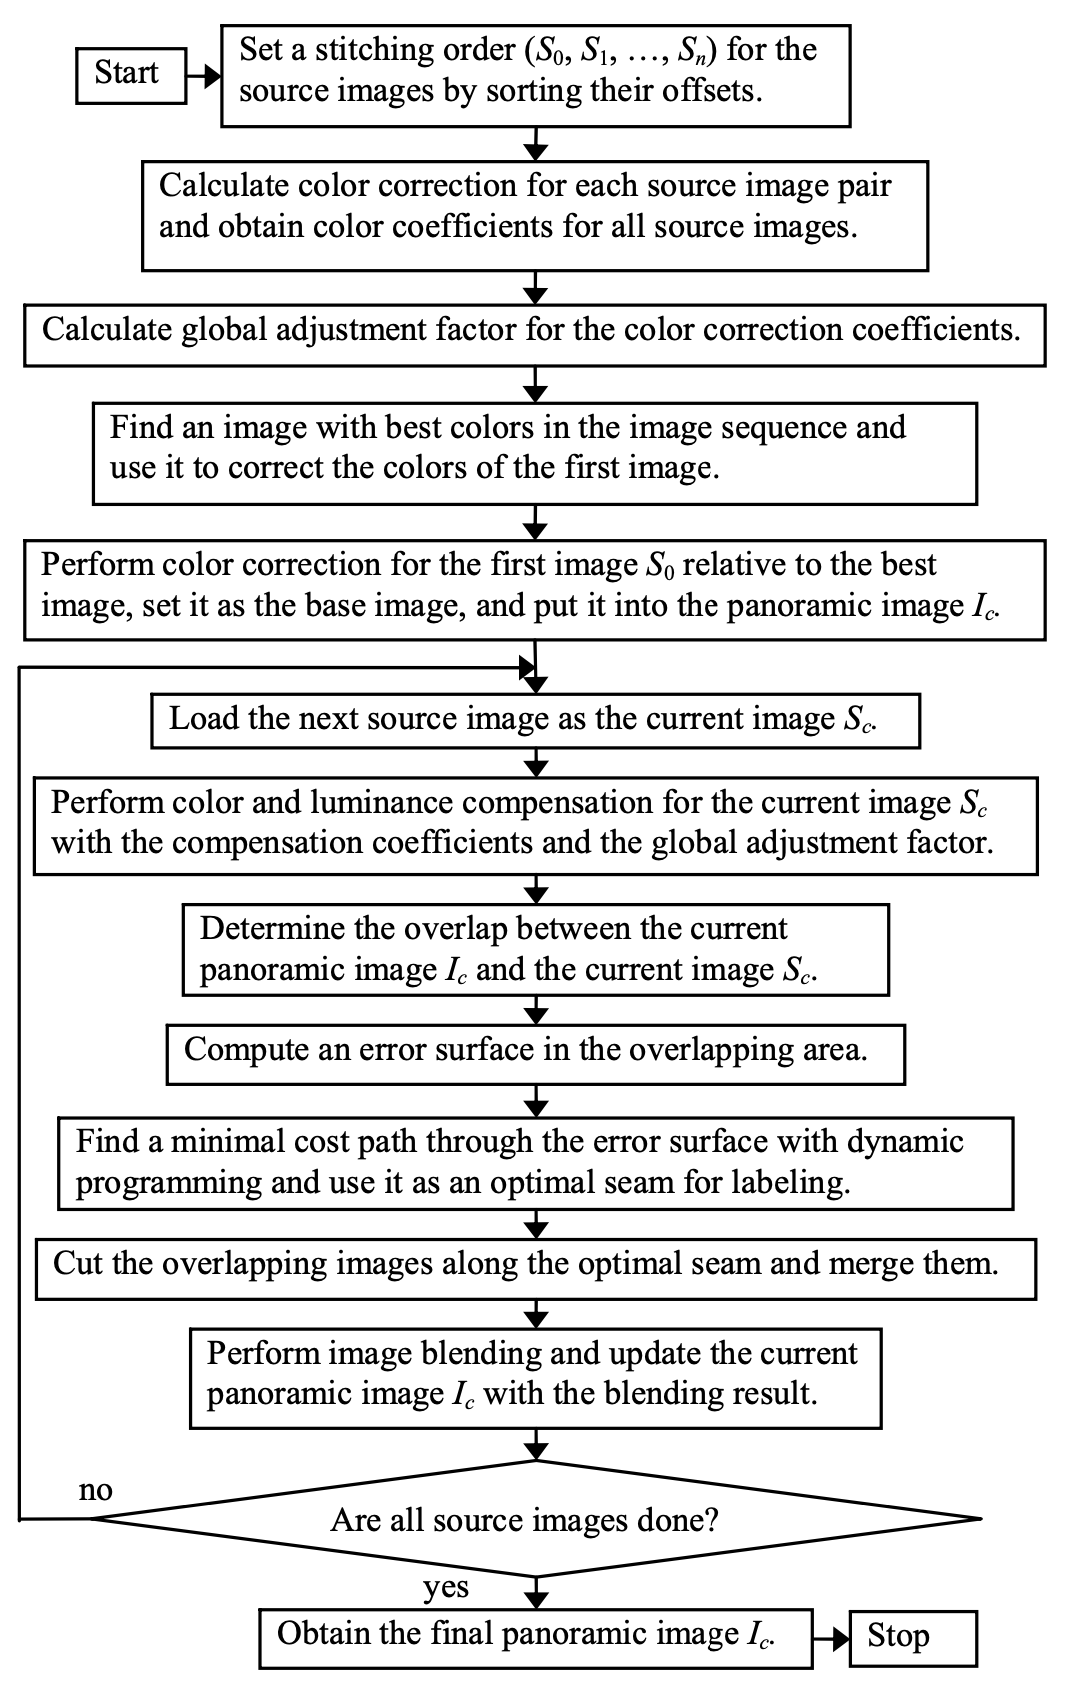 Start
Set a stitching order (S0, S1, …, Sn) for the
source images by sorting their offsets.
Calculate color correction for each source image pair
and obtain color coefficients for all source images.
Calculate global adjustment factor for the color correction coefficients.
Find an image with best colors in the image sequence and
use it to correct the colors of the first image.
Perform color correction for the first image S0 relative to the best
image, set it as the base image, and put it into the panoramic image Ic.
Load the next source image as the current image Sc.
Perform color and luminance compensation for the current image Sc
with the compensation coefficients and the global adjustment factor.
Determine the overlap between the current
panoramic image Ic and the current image Sc.
Compute an error surface in the overlapping area.
Find a minimal cost path through the error surface with dynamic
programming and use it as an optimal seam for labeling.
Cut the overlapping images along the optimal seam and merge them.
Perform image blending and update the current
panoramic image Ic with the blending result.
no
Are all source images done?
yes
Obtain the final panoramic image Ic.
Stop